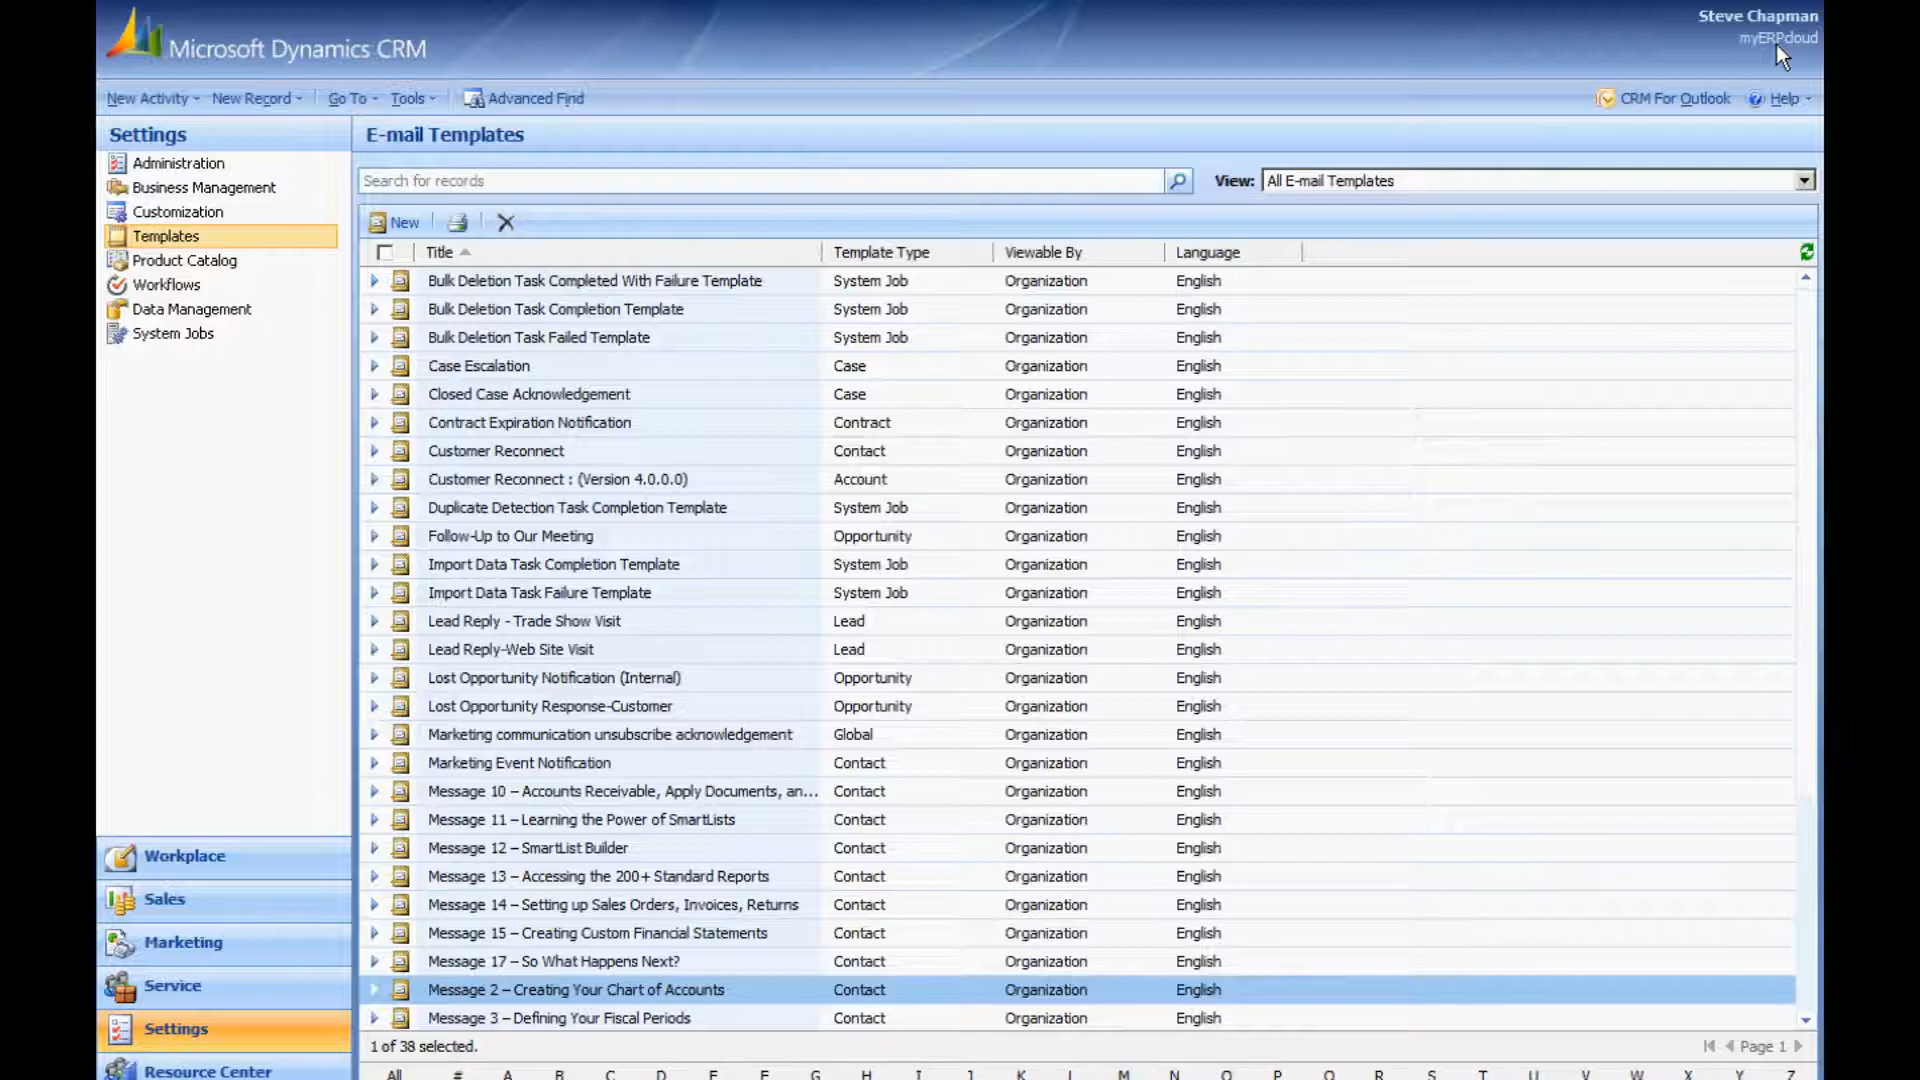 Steve Chapman
myERPcloud
Microsoft Dynamics CRM
New Activity New Record Go To Tools Advanced Find CRM For Outlook Help
Settings
Administration
Business Management
Customization
Templates
Product Catalog
Workflows
Data Management
System Jobs
Workplace
Sales
Marketing
Service
Settings
Resource Center
E-mail Templates
Search for records View: All E-mail Templates
New
Title Template Type Viewable By Language
Bulk Deletion Task Completed With Failure Template System Job Organization English
Bulk Deletion Task Completion Template System Job Organization English
Bulk Deletion Task Failed Template System Job Organization English
Case Escalation Case Organization English
Closed Case Acknowledgement Case Organization English
Contract Expiration Notification Contract Organization English
Customer Reconnect Contact Organization English
Customer Reconnect : (Version 4.0.0.0) Account Organization English
Duplicate Detection Task Completion Template System Job Organization English
Follow-Up to Our Meeting Opportunity Organization English
Import Data Task Completion Template System Job Organization English
Import Data Task Failure Template System Job Organization English
Lead Reply - Trade Show Visit Lead Organization English
Lead Reply-Web Site Visit Lead Organization English
Lost Opportunity Notification (Internal) Opportunity Organization English
Lost Opportunity Response-Customer Opportunity Organization English
Marketing communication unsubscribe acknowledgement Global Organization English
Marketing Event Notification Contact Organization English
Message 10 – Accounts Receivable, Apply Documents, an... Contact Organization English
Message 11 – Learning the Power of SmartLists Contact Organization English
Message 12 – SmartList Builder Contact Organization English
Message 13 – Accessing the 200+ Standard Reports Contact Organization English
Message 14 – Setting up Sales Orders, Invoices, Returns Contact Organization English
Message 15 – Creating Custom Financial Statements Contact Organization English
Message 17 – So What Happens Next? Contact Organization English
Message 2 – Creating Your Chart of Accounts Contact Organization English
Message 3 – Defining Your Fiscal Periods Contact Organization English
1 of 38 selected. Page 1
All # A B C D E F G H I J K L M N O P Q R S T U V W X Y Z